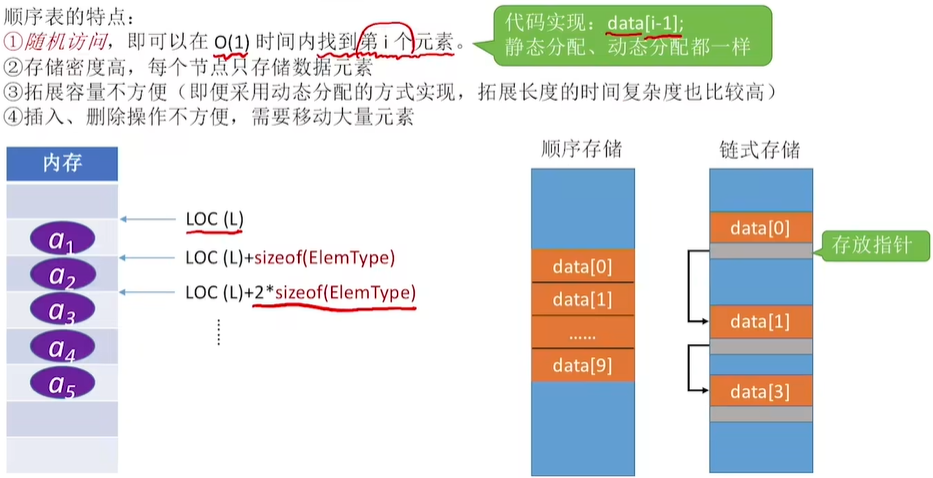 顺序表的特点：
①随机访问，即可以在 O(1) 时间内找到第 i 个元素。
代码实现：data[i-1];
静态分配、动态分配都一样
②存储密度高，每个节点只存储数据元素
③拓展容量不方便（即便采用动态分配的方式实现，拓展长度的时间复杂度也比较高）
④插入、删除操作不方便，需要移动大量元素
内存
LOC (L)
a1
LOC (L)+sizeof(ElemType)
a2
LOC (L)+2*sizeof(ElemType)
a3
a4
a5
顺序存储
data[0]
data[1]
......
data[9]
链式存储
data[0]
存放指针
data[1]
data[3]